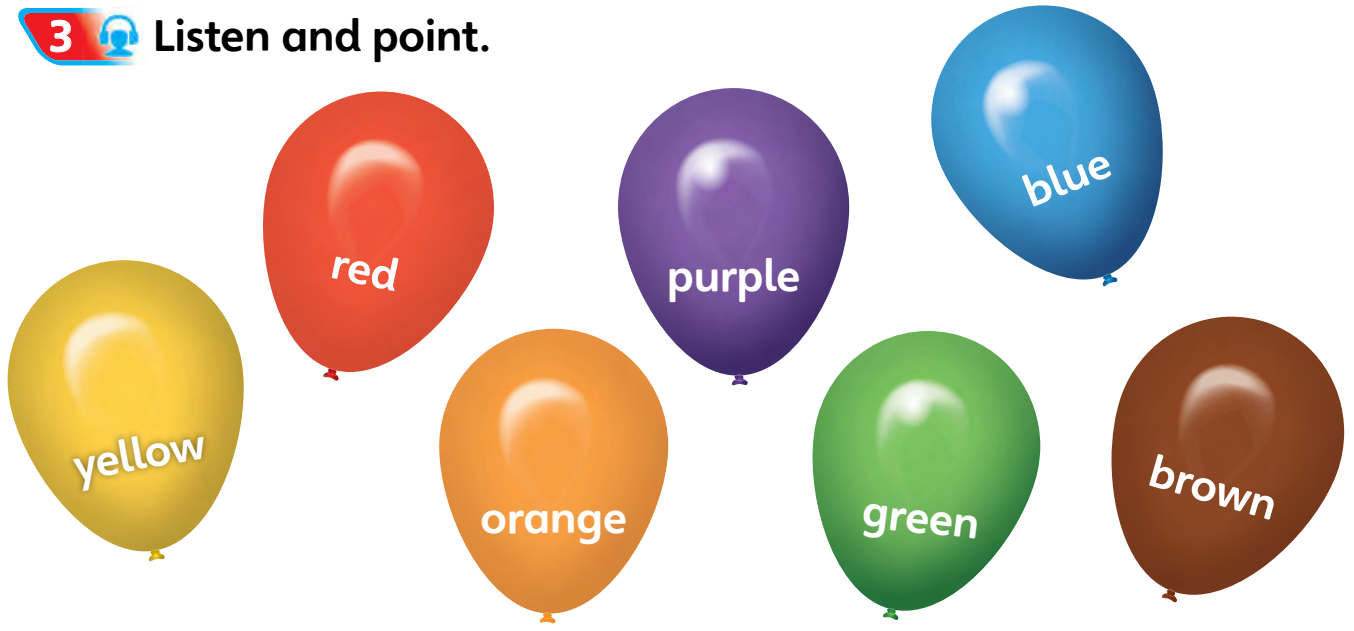 3 Listen and point.
blue
red
purple
yellow
orange
green
brown